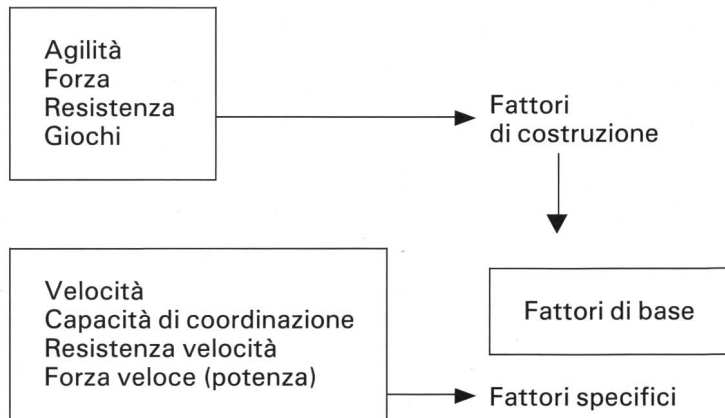 Agilità
Forza
Resistenza
Giochi
Fattori
di costruzione
Velocità
Capacità di coordinazione
Resistenza velocità
Forza veloce (potenza)
Fattori di base
Fattori specifici